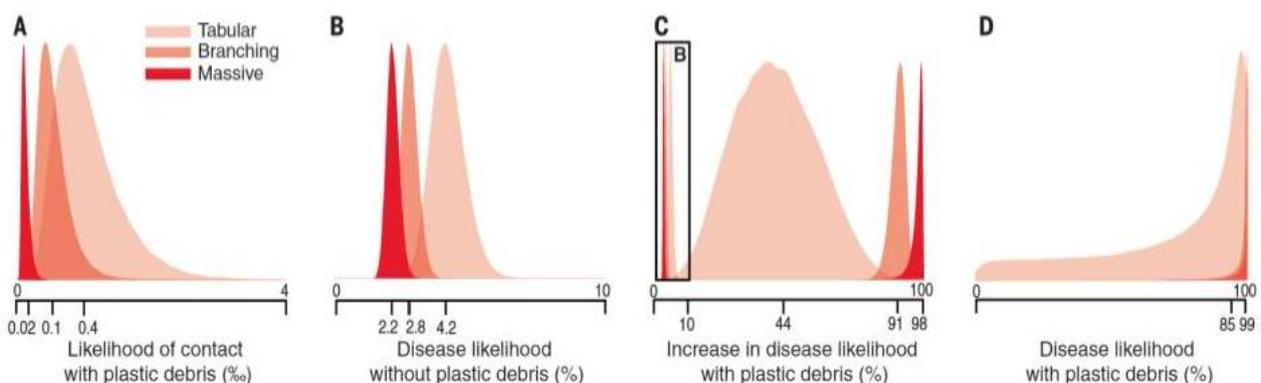 A
Tabular
Branching
Massive
0 4
0.02 0.1 0.4
Likelihood of contact
with plastic debris (‰)
B
0 10
2.2 2.8 4.2
Disease likelihood
without plastic debris (%)
C
B
0 100
10 44 91 98
Increase in disease likelihood
with plastic debris (%)
D
0 100
85 99
Disease likelihood
with plastic debris (%)